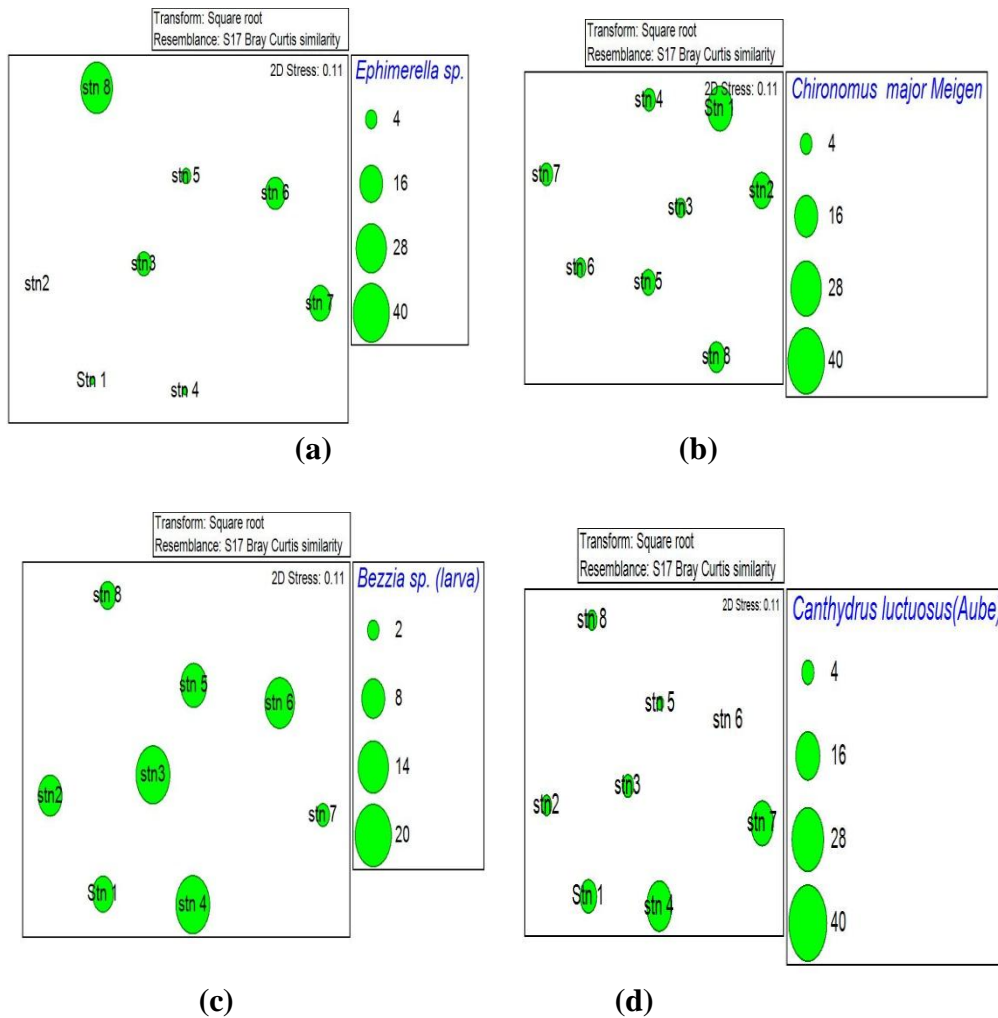 Transform: Square root
Resemblance: S17 Bray Curtis similarity
2D Stress: 0.11
Ephimerella sp.
4
16
28
40
stn 8
stn 5
stn 6
stn3
stn2
stn 7
Stn 1
stn 4
(a)
Transform: Square root
Resemblance: S17 Bray Curtis similarity
2D Stress: 0.11
Chironomus major Meigen
4
16
28
40
stn 4
Stn 1
stn 7
stn2
stn3
stn 6
stn 5
stn 8
(b)
Transform: Square root
Resemblance: S17 Bray Curtis similarity
2D Stress: 0.11
Bezzia sp. (larva)
2
8
14
20
stn 8
stn 5
stn 6
stn3
stn2
stn 7
Stn 1
stn 4
(c)
Transform: Square root
Resemblance: S17 Bray Curtis similarity
2D Stress: 0.11
Canthydrus luctuosus(Aube)
4
16
28
40
stn 8
stn 5
stn 6
stn3
stn2
stn 7
Stn 1
stn 4
(d)